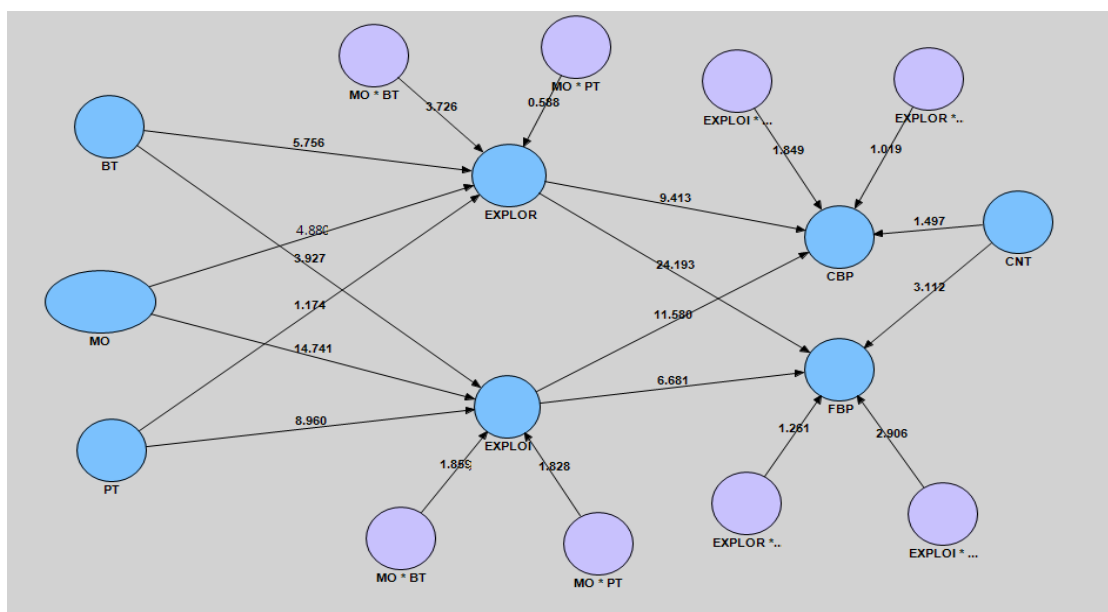 MO * BT
MO * PT
EXPLOI * ...
EXPLOR *..
3.726
0.588
1.849
1.019
BT
5.756
EXPLOR
9.413
1.497
CNT
4.880
3.927
24.193
CBP
3.112
MO
1.174
11.580
14.741
6.681
FBP
8.960
EXPLOI
1.261
2.906
PT
1.859
1.828
EXPLOR *..
EXPLOI * ...
MO * BT
MO * PT